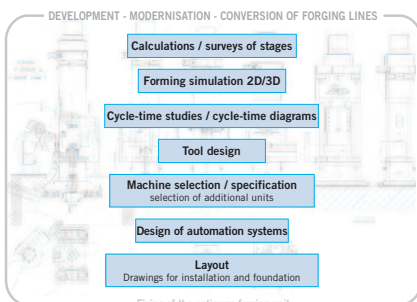 DEVELOPMENT - MODERNISATION - CONVERSION OF FORGING LINES
Calculations / surveys of stages
Forming simulation 2D/3D
Cycle-time studies / cycle-time diagrams
Tool design
Machine selection / specification
selection of additional units
Design of automation systems
Layout
Drawings for installation and foundation